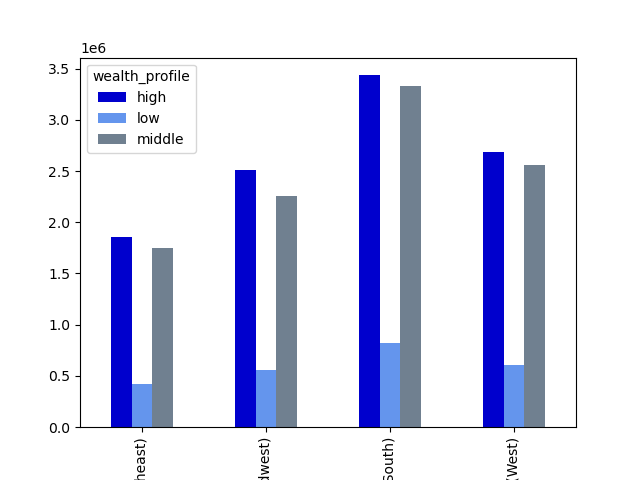 1e6
3.5
3.0
2.5
2.0
1.5
1.0
0.5
0.0
wealth_profile
high
low
middle
heast)
dwest)
South)
(West)